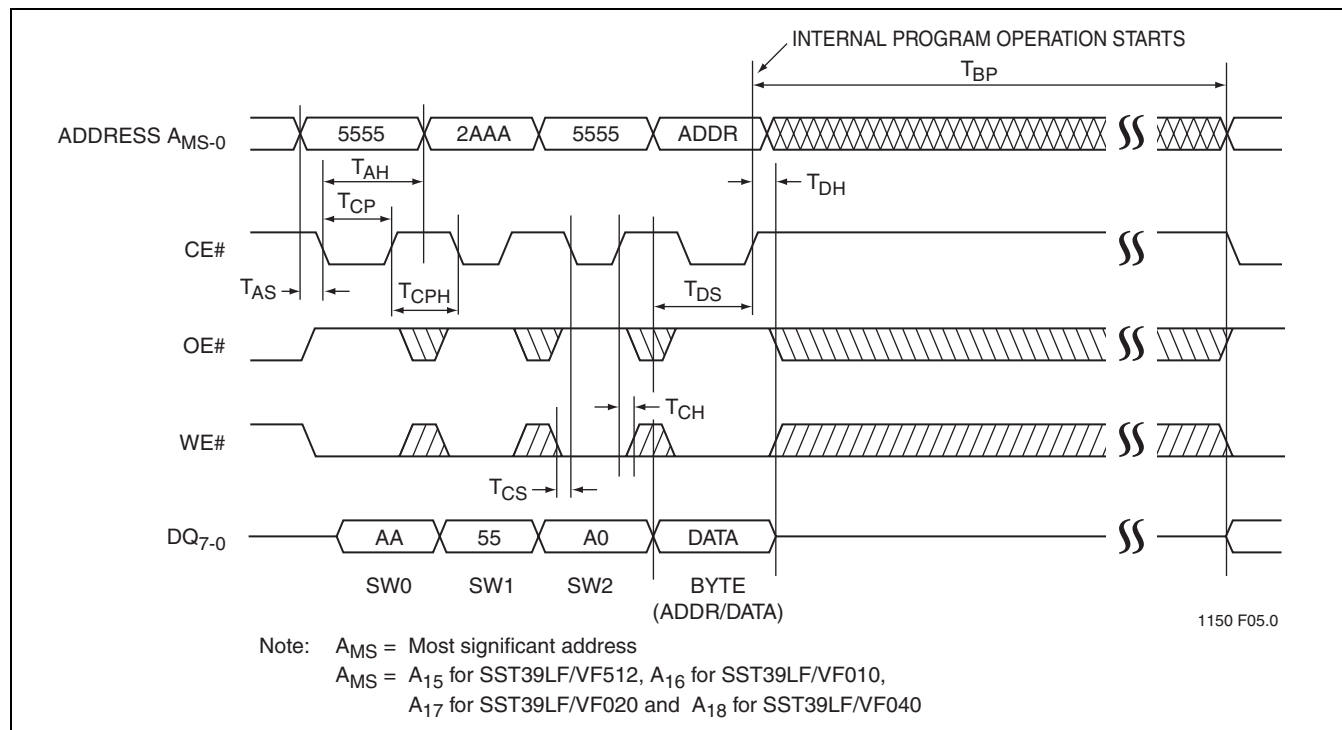 INTERNAL PROGRAM OPERATION STARTS
TBP
ADDRESS AMS-0
5555 2AAA 5555 ADDR
TAH
TDH
TCP
CE#
TAS
TCPH
TDS
OE#
TCH
WE#
TCS
DQ7-0
AA 55 A0 DATA
SW0 SW1 SW2 BYTE
(ADDR/DATA)
1150 F05.0
Note: AMS = Most significant address
AMS = A15 for SST39LF/VF512, A16 for SST39LF/VF010,
A17 for SST39LF/VF020 and A18 for SST39LF/VF040